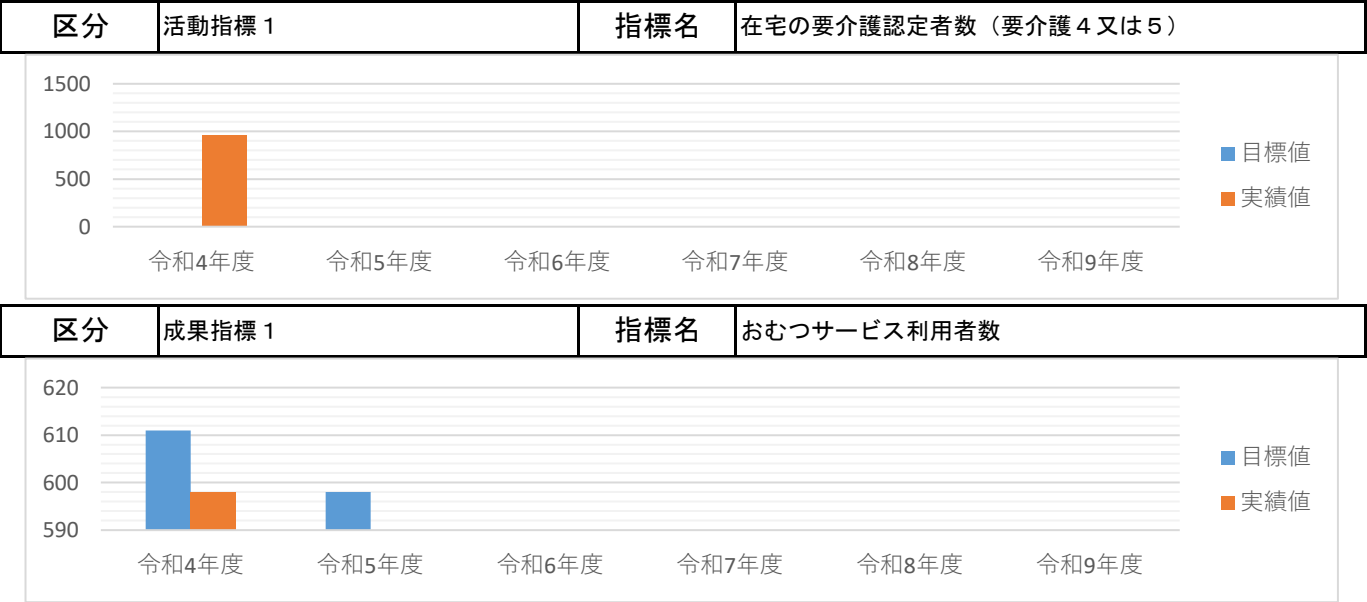 区分 活動指標１ 指標名 在宅の要介護認定者数（要介護４又は５）
1500
1000
500
0
目標値
実績値
令和4年度 令和5年度 令和6年度 令和7年度 令和8年度 令和9年度
区分 成果指標１ 指標名 おむつサービス利用者数
620
610
600
590
目標値
実績値
令和4年度 令和5年度 令和6年度 令和7年度 令和8年度 令和9年度